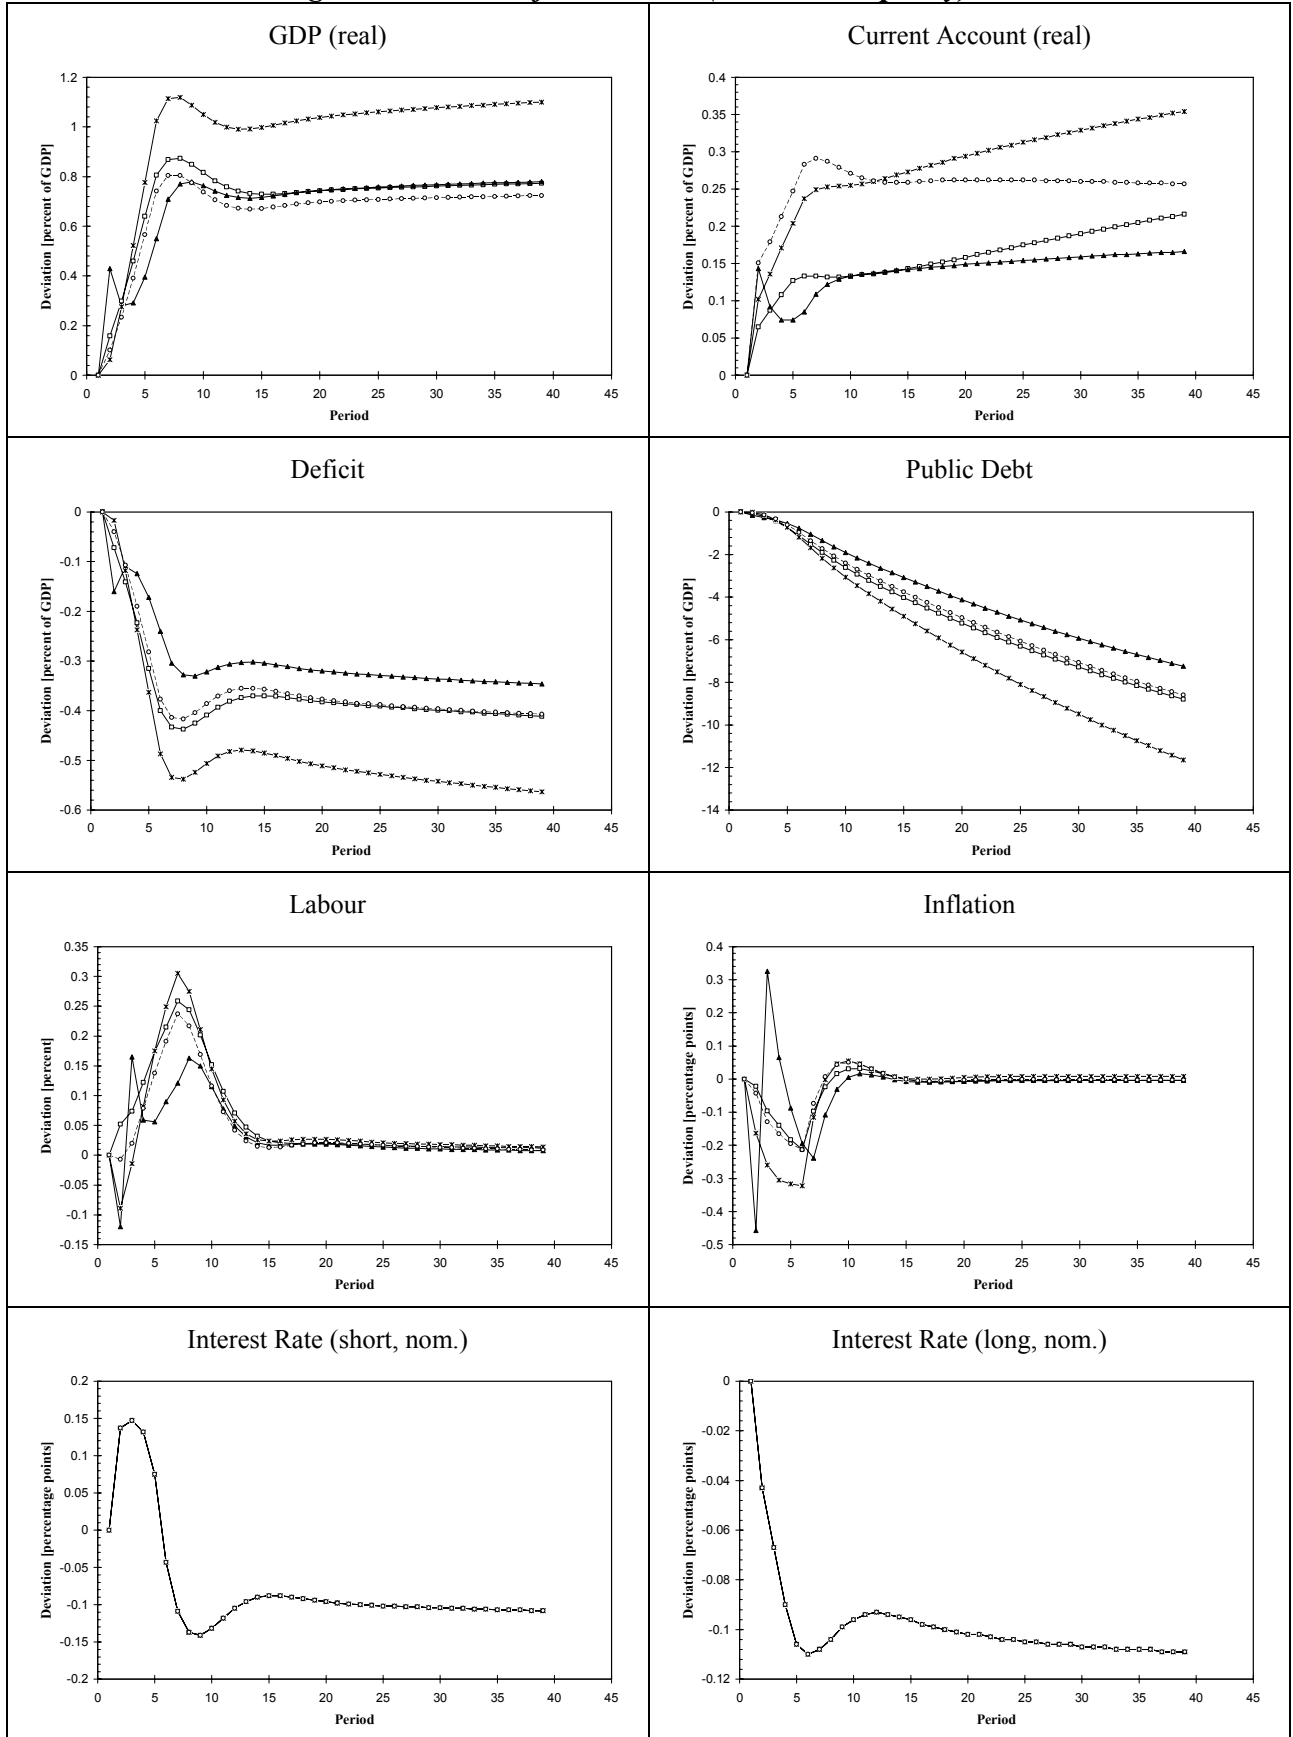 GDP (real)
Deviation [percent of GDP]
1.2
1
0.8
0.6
0.4
0.2
0
0 5 10 15 20 25 30 35 40 45
Period
Current Account (real)
Deviation [percent of GDP]
0.4
0.35
0.3
0.25
0.2
0.15
0.1
0.05
0
0 5 10 15 20 25 30 35 40 45
Period
Deficit
Deviation [percent of GDP]
0
-0.1
-0.2
-0.3
-0.4
-0.5
-0.6
0 5 10 15 20 25 30 35 40 45
Period
Public Debt
Deviation [percent of GDP]
0
-2
-4
-6
-8
-10
-12
-14
0 5 10 15 20 25 30 35 40 45
Period
Labour
Deviation [percent]
0.35
0.3
0.25
0.2
0.15
0.1
0.05
0
-0.05
-0.1
-0.15
0 5 10 15 20 25 30 35 40 45
Period
Inflation
Deviation [percentage points]
0.4
0.3
0.2
0.1
0
-0.1
-0.2
-0.3
-0.4
-0.5
0 5 10 15 20 25 30 35 40 45
Period
Interest Rate (short, nom.)
Deviation [percentage points]
0.2
0.15
0.1
0.05
0
-0.05
-0.1
-0.15
-0.2
0 5 10 15 20 25 30 35 40 45
Period
Interest Rate (long, nom.)
Deviation [percentage points]
0
-0.02
-0.04
-0.06
-0.08
-0.1
-0.12
0 5 10 15 20 25 30 35 40 45
Period